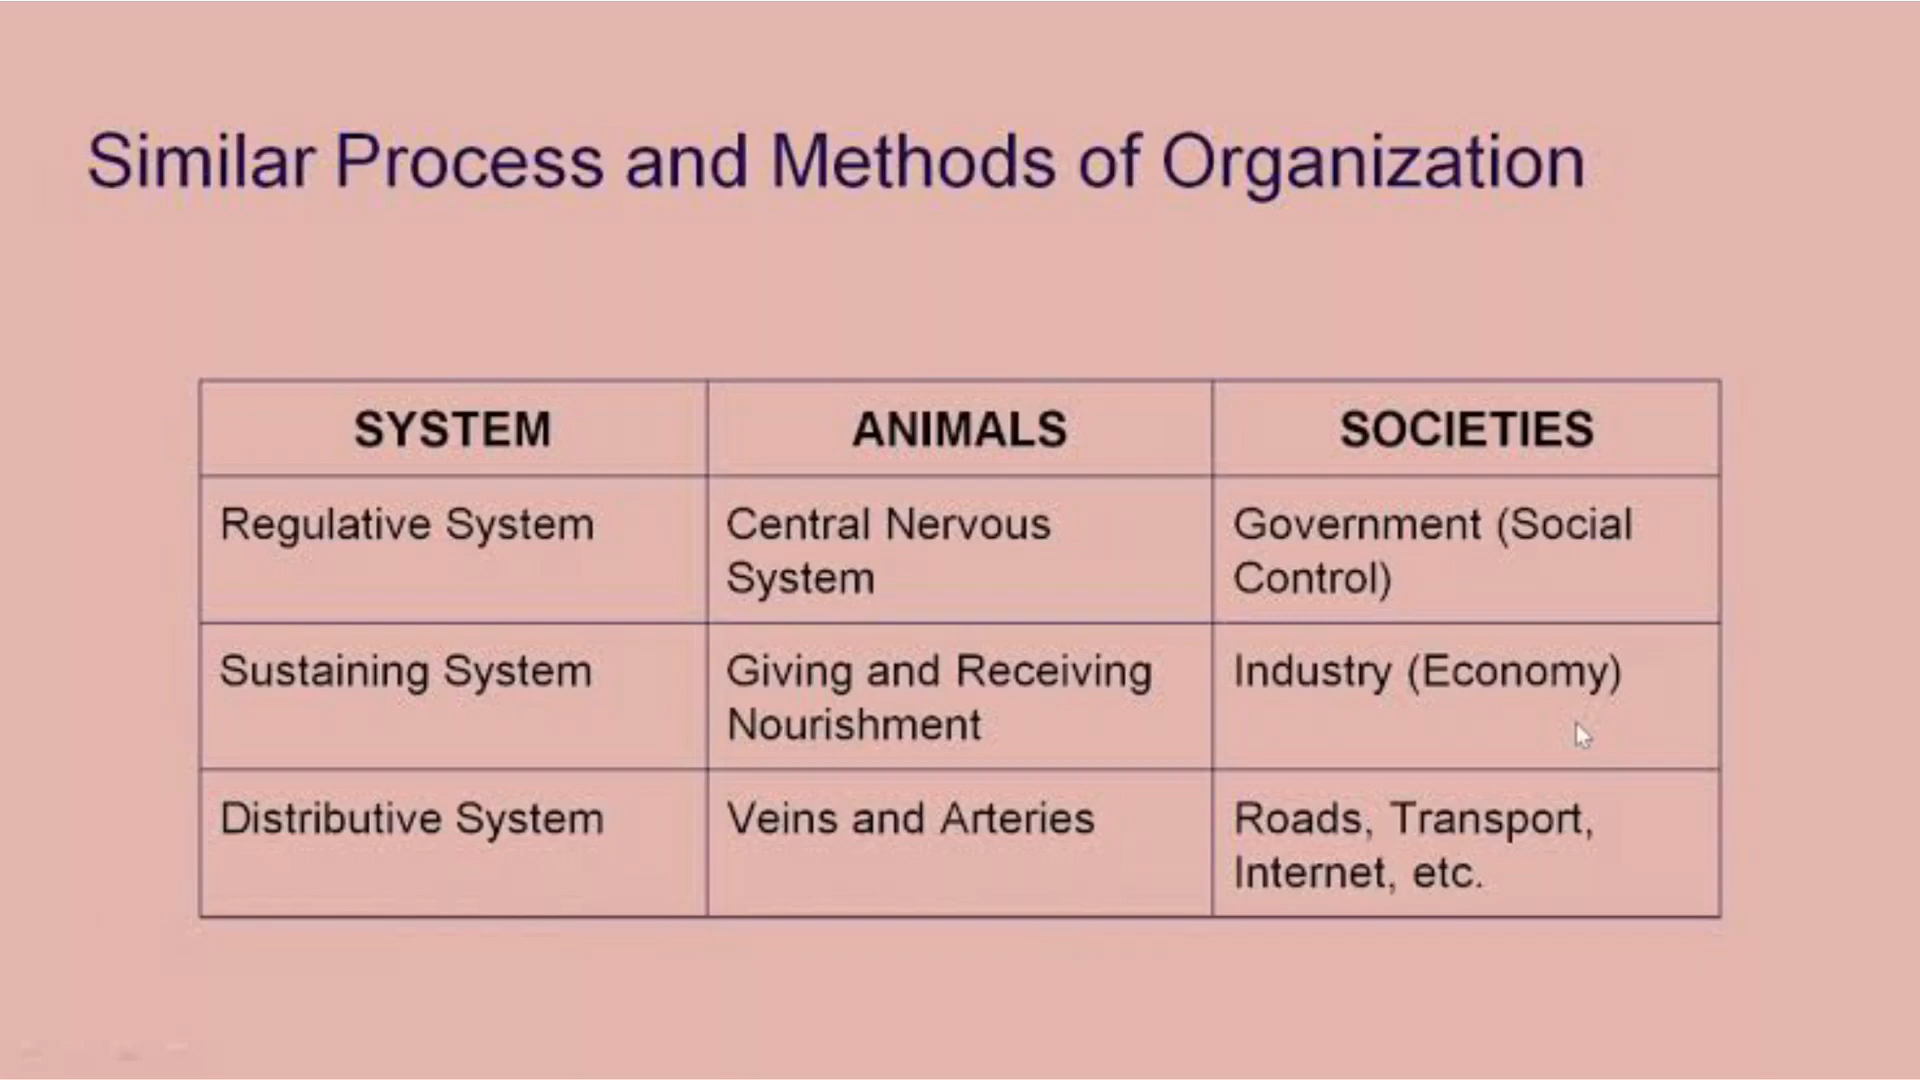 Similar Process and Methods of Organization
SYSTEM
ANIMALS
SOCIETIES
Regulative System
Central Nervous
System
Government (Social
Control)
Sustaining System
Giving and Receiving
Nourishment
Industry (Economy)
Distributive System
Veins and Arteries
Roads, Transport,
Internet, etc.